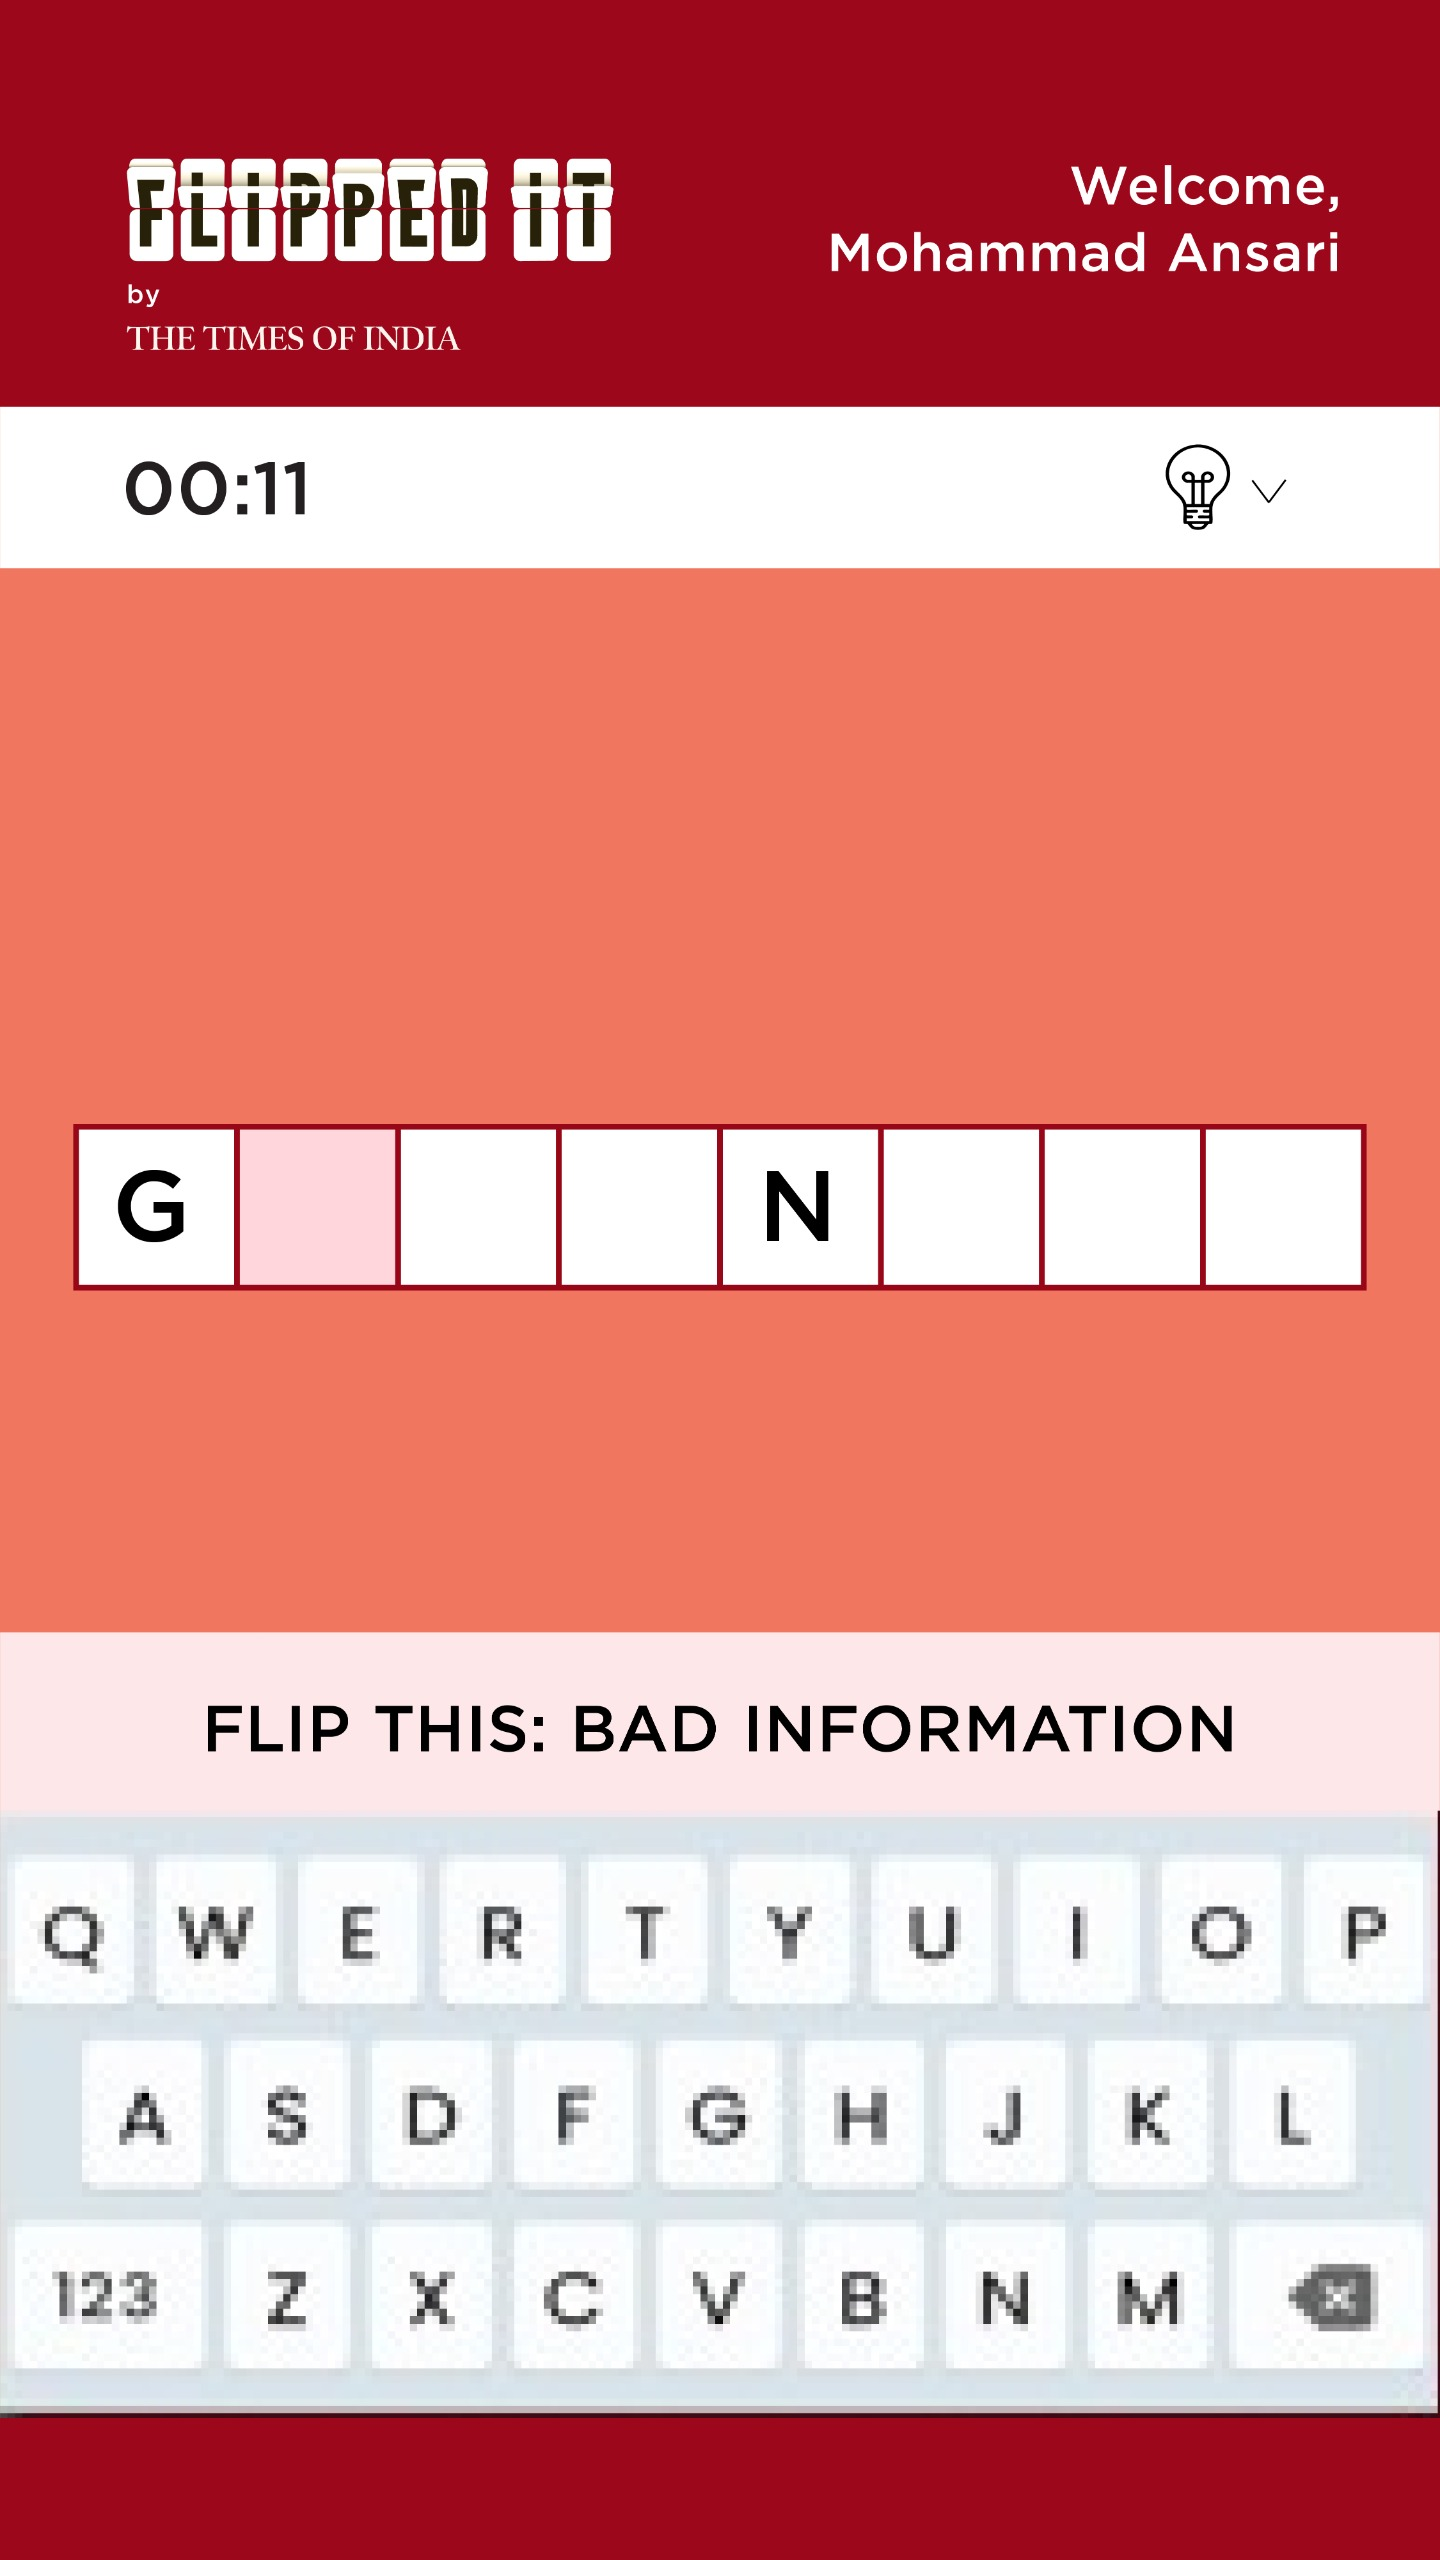 FLIPPED IT
by
THE TIMES OF INDIA
Welcome,
Mohammad Ansari
00:11
G N
FLIP THIS: BAD INFORMATION
Q W E R T Y U I O P
A S D F G H J K L
123 Z X C V B N M